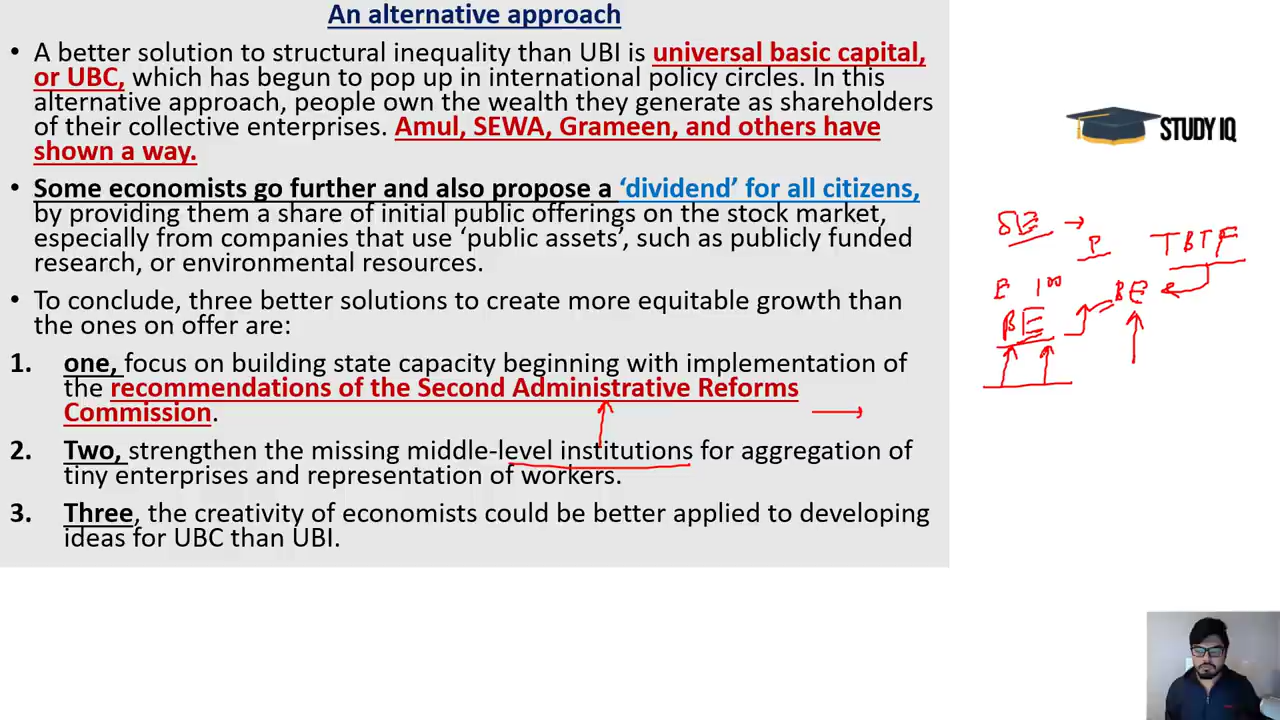 An alternative approach
• A better solution to structural inequality than UBI is universal basic capital,
or UBC, which has begun to pop up in international policy circles. In this
alternative approach, people own the wealth they generate as shareholders
of their collective enterprises. Amul, SEWA, Grameen, and others have
shown a way.
• Some economists go further and also propose a ‘dividend’ for all citizens,
by providing them a share of initial public offerings on the stock market,
especially from companies that use ‘public assets’, such as publicly funded
research, or environmental resources.
• To conclude, three better solutions to create more equitable growth than
the ones on offer are:
1. one, focus on building state capacity beginning with implementation of
the recommendations of the Second Administrative Reforms
Commission.
2. Two, strengthen the missing middle-level institutions for aggregation of
tiny enterprises and representation of workers.
3. Three, the creativity of economists could be better applied to developing
ideas for UBC than UBI.
STUDY IQ
SE
P
TBTF
E 100
BE
BE